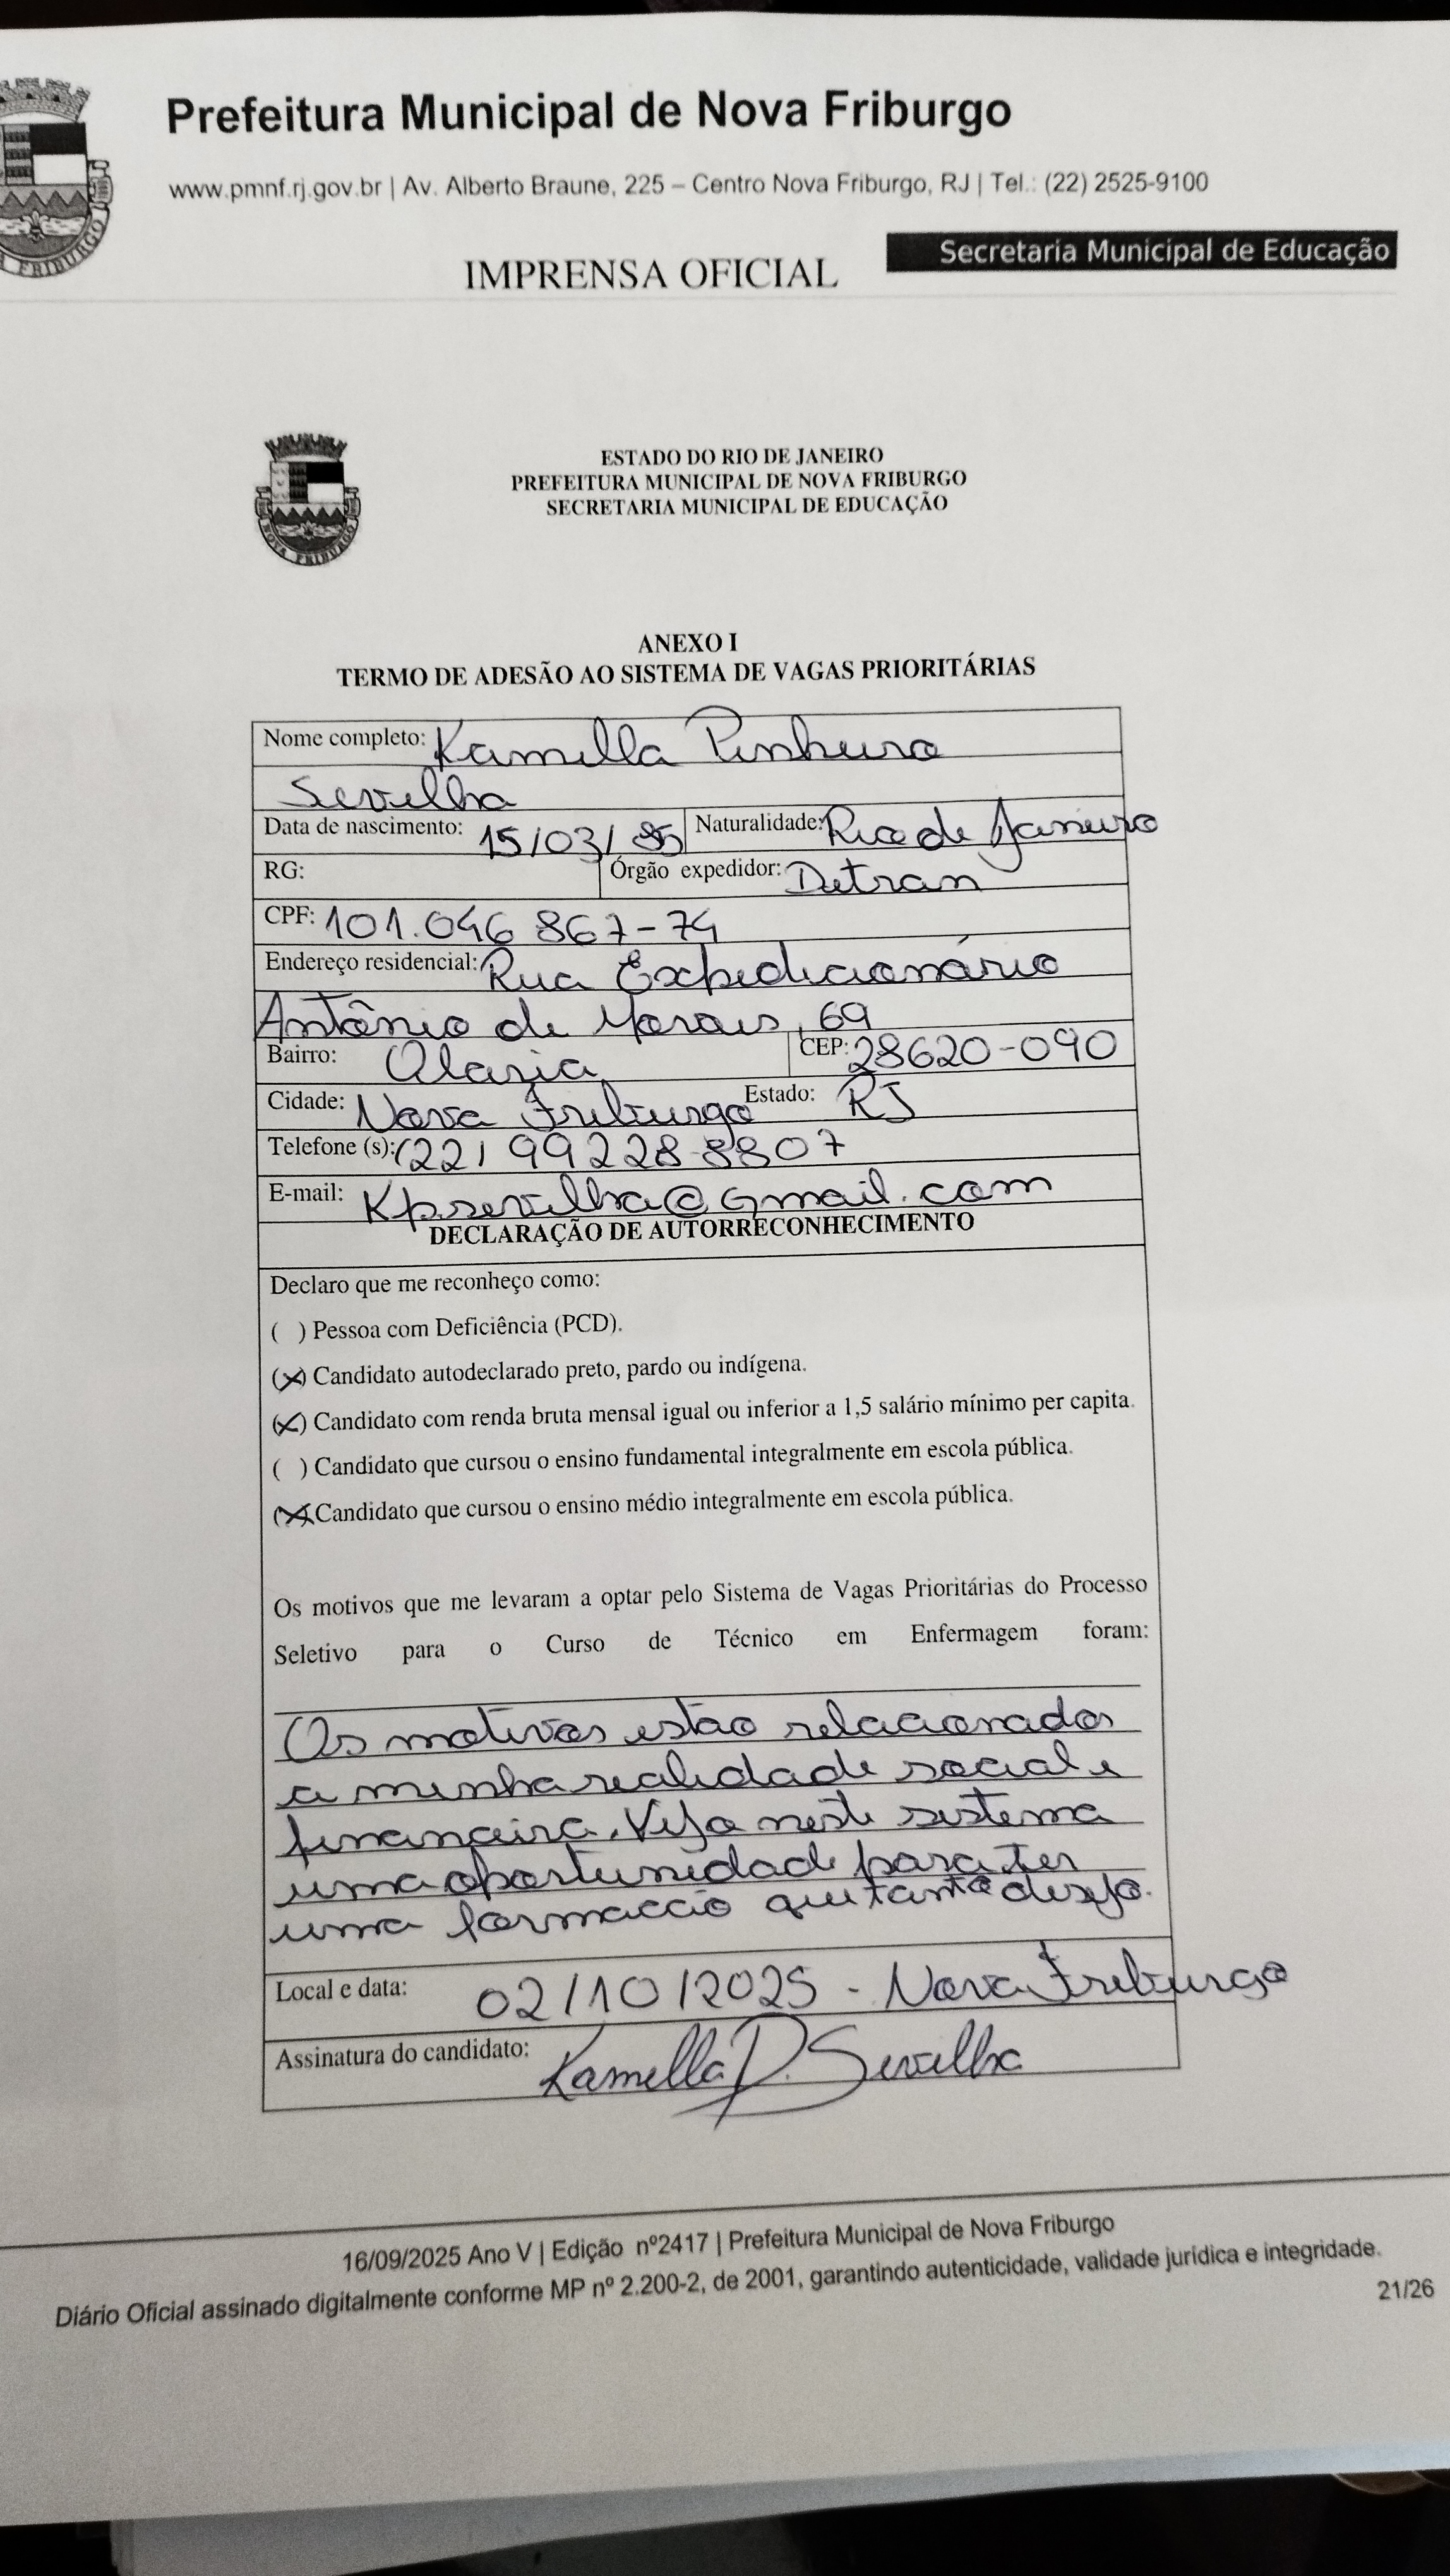 Prefeitura Municipal de Nova Friburgo
www.pmnf.rj.gov.br | Av. Alberto Braune, 225 – Centro Nova Friburgo, RJ | Tel.: (22) 2525-9100
Secretaria Municipal de Educação
IMPRENSA OFICIAL
FRIBURGO
ESTADO DO RIO DE JANEIRO
PREFEITURA MUNICIPAL DE NOVA FRIBURGO
SECRETARIA MUNICIPAL DE EDUCAÇÃO
NOVA FRIBURGO
ANEXO I
TERMO DE ADESÃO AO SISTEMA DE VAGAS PRIORITÁRIAS
Nome completo: Kamilla Pinheiro
Sevilha
Data de nascimento: 15/03/85 Naturalidade: Rio de Janeiro
RG: Órgão expedidor: Detran
CPF: 101.046 867-74
Endereço residencial: Rua Expedicionário
Antônio de Morais, 69
Bairro: Olaria CEP: 28620-090
Cidade: Nova Friburgo Estado: RJ
Telefone (s): (22) 99228-8807
E-mail: Kpsevilha@gmail.com
DECLARAÇÃO DE AUTORRECONHECIMENTO
Declaro que me reconheço como:
( ) Pessoa com Deficiência (PCD).
(X) Candidato autodeclarado preto, pardo ou indígena.
(X) Candidato com renda bruta mensal igual ou inferior a 1,5 salário mínimo per capita.
( ) Candidato que cursou o ensino fundamental integralmente em escola pública.
(X) Candidato que cursou o ensino médio integralmente em escola pública.
Os motivos que me levaram a optar pelo Sistema de Vagas Prioritárias do Processo
Seletivo para o Curso de Técnico em Enfermagem foram:
Os motivos estão relacionados
a minha realidade social e
financeira. Vejo neste sistema
uma oportunidade para ter
uma formação que tanto desejo.
Local e data: 02/10/2025 - Nova Friburgo
Assinatura do candidato: Kamilla P. Sevilha
16/09/2025 Ano V | Edição nº2417 | Prefeitura Municipal de Nova Friburgo
Diário Oficial assinado digitalmente conforme MP nº 2.200-2, de 2001, garantindo autenticidade, validade jurídica e integridade.
21/26